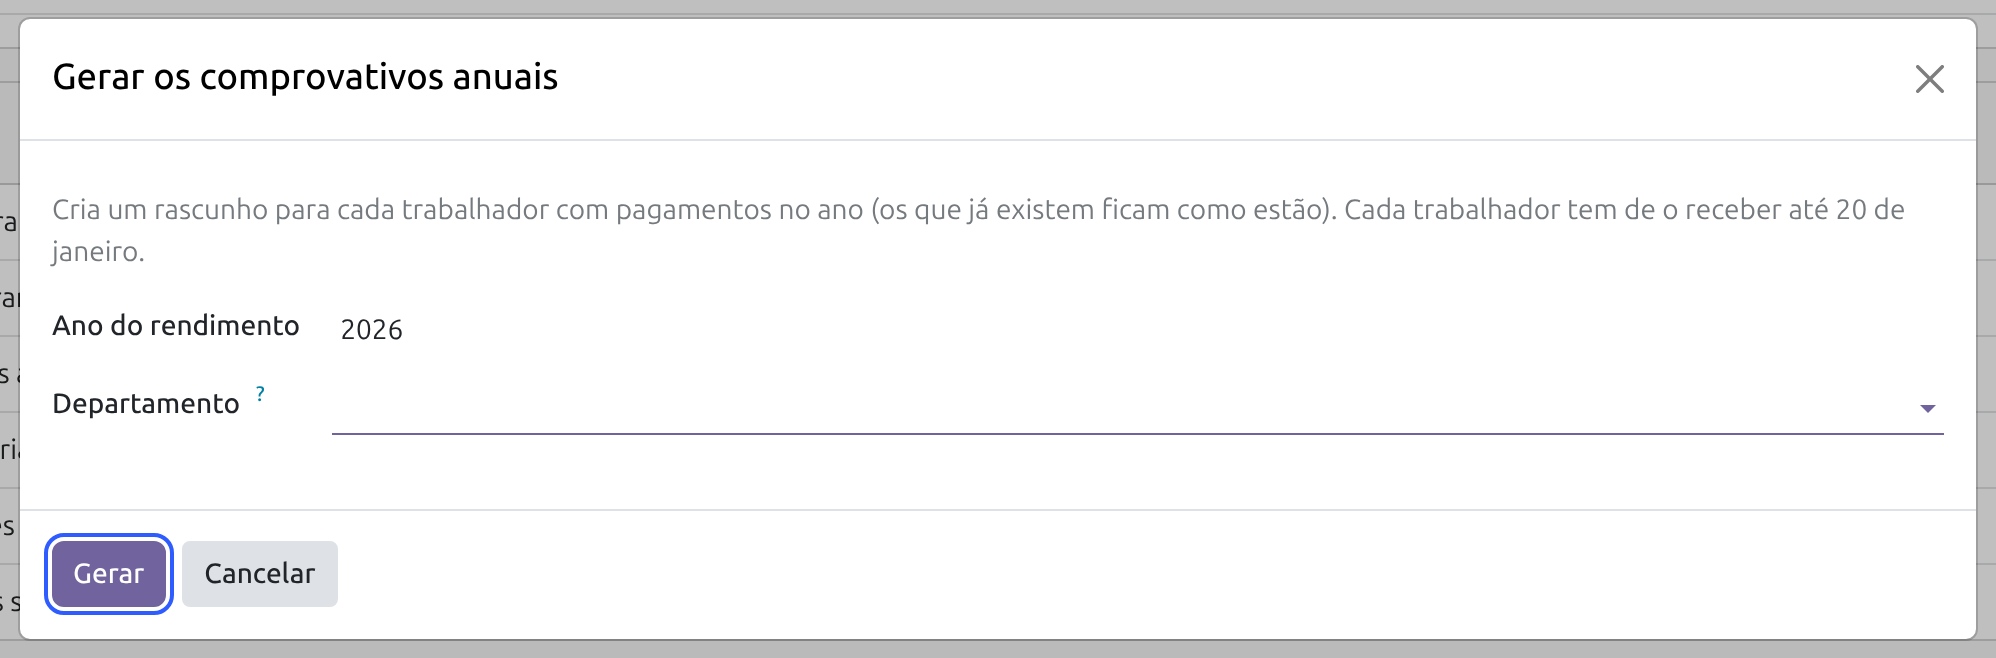 Gerar os comprovativos anuais
Cria um rascunho para cada trabalhador com pagamentos no ano (os que já existem ficam como estão). Cada trabalhador tem de o receber até 20 de
janeiro.
Ano do rendimento 2026
Departamento ?
Gerar Cancelar